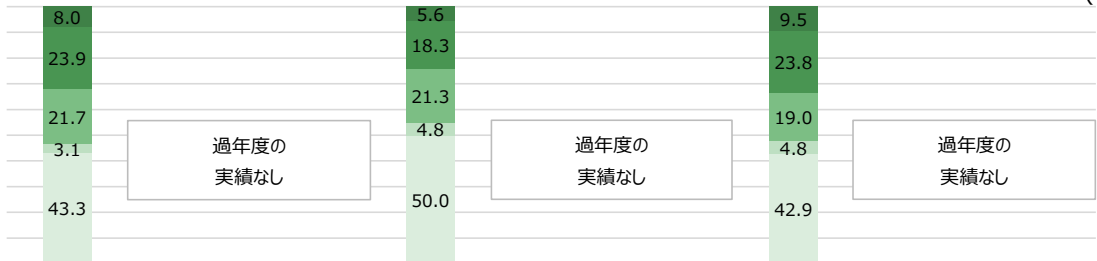 (
8.0
23.9
21.7
3.1
43.3
過年度の
実績なし
5.6
18.3
21.3
4.8
50.0
過年度の
実績なし
9.5
23.8
19.0
4.8
42.9
過年度の
実績なし